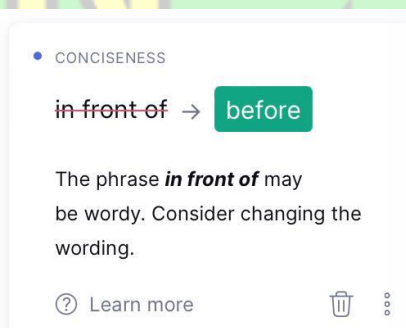 CONCISENESS
in front of → before
The phrase in front of may
be wordy. Consider changing the
wording.
Learn more